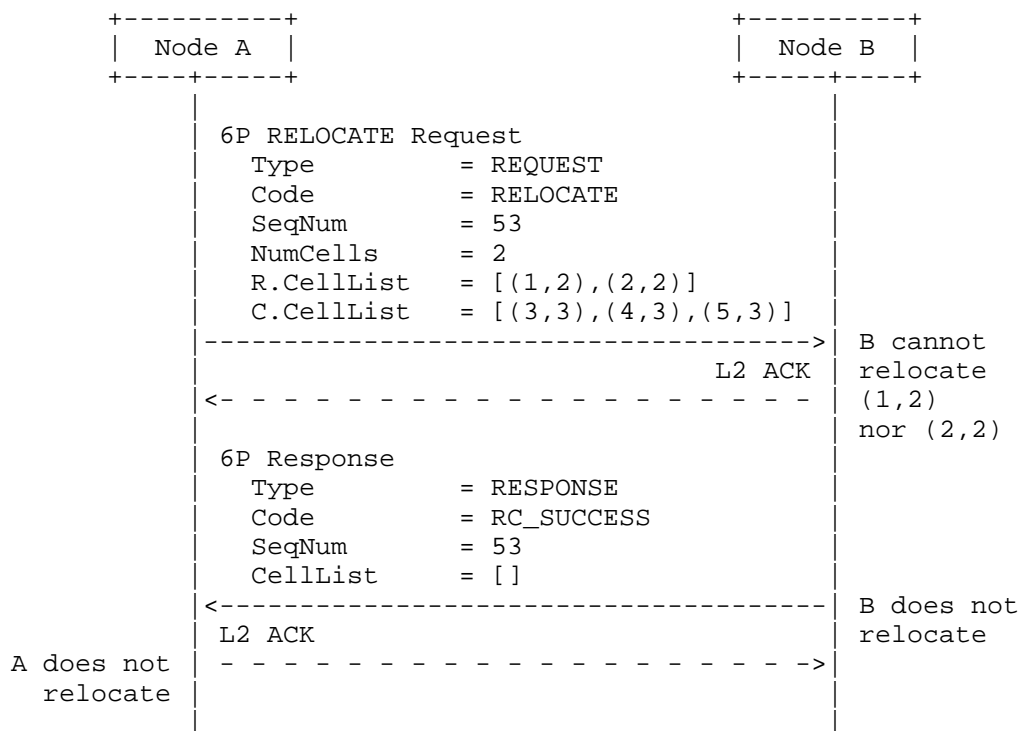 Node A Node B
6P RELOCATE Request
Type = REQUEST
Code = RELOCATE
SeqNum = 53
NumCells = 2
R.CellList = [(1,2),(2,2)]
C.CellList = [(3,3),(4,3),(5,3)]
B cannot
L2 ACK relocate
(1,2)
nor (2,2)
6P Response
Type = RESPONSE
Code = RC_SUCCESS
SeqNum = 53
CellList = []
B does not
L2 ACK relocate
A does not
relocate